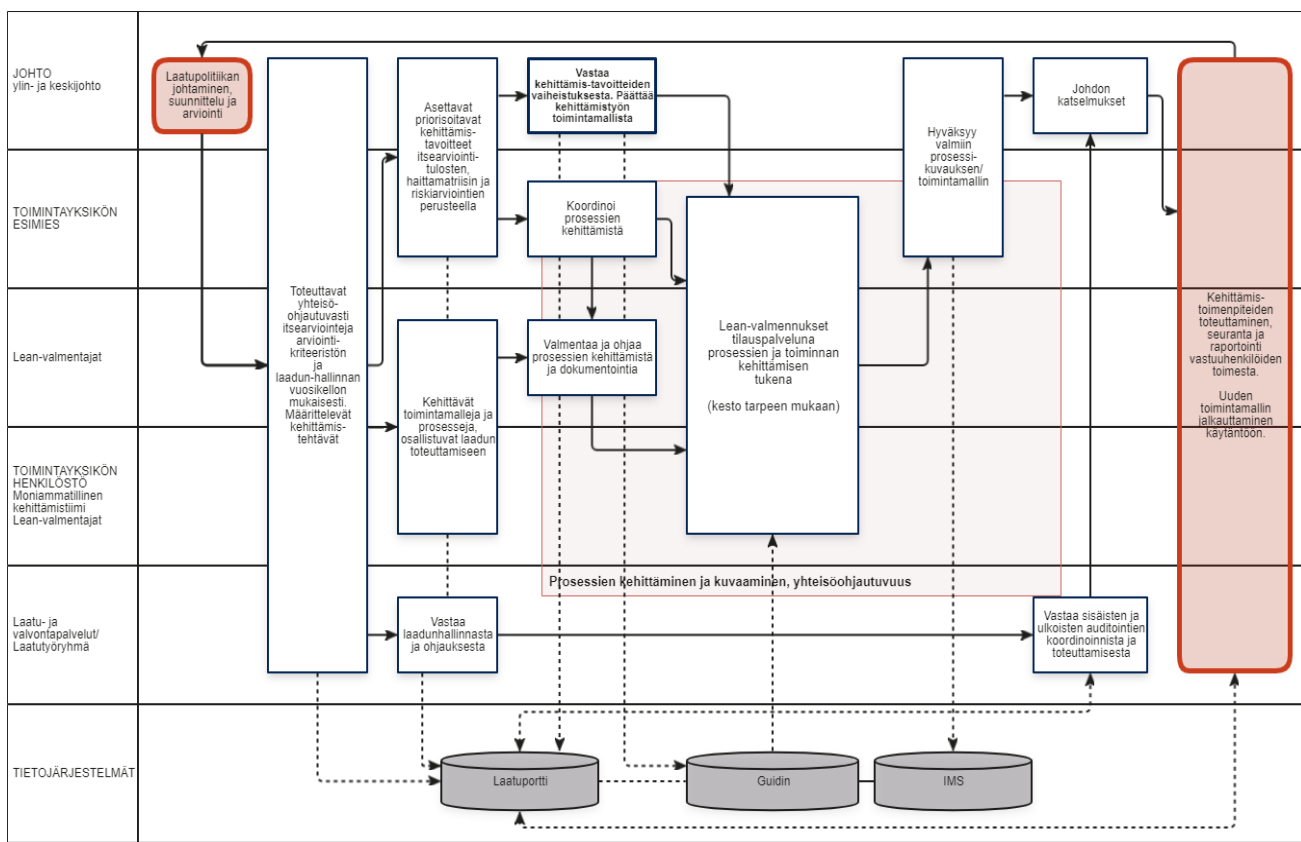 JOHTO
ylin- ja keskijohto
Laatupolitiikan
johtaminen,
suunnittelu ja
arviointi
Asettavat
priorisoitavat
kehittämis-
tavoitteet
itsearviointi-
tulosten,
haittamatriisin ja
riskiarviointien
perusteella
Vastaa
kehittämis-tavoitteiden
vaiheistuksesta. Päättää
kehittämistyön
toimintamallista
Hyväksyy
valmiin
prosessi-
kuvauksen/
toimintamallin
Johdon
katselmukset
TOIMINTAYKSIKÖN
ESIMIES
Koordinoi
prosessien
kehittämistä
Toteuttavat
yhteisö-
ohjautuvasti
itsearviointeja
arviointi-
kriteeristön
ja
laadun-hallinnan
vuosikellon
mukaisesti.
Määrittelevät
kehittämis-
tehtävät
Lean-valmentajat
Valmentaa ja ohjaa
prosessien kehittämistä
ja dokumentointia
Lean-valmennukset
tilauspalveluna
prosessien ja toiminnan
kehittämisen
tukena
(kesto tarpeen mukaan)
Kehittämis-
toimenpiteiden
toteuttaminen,
seuranta ja
raportointi
vastuuhenkilöiden
toimesta.
Uuden
toimintamallin
jalkauttaminen
käytäntöön.
Kehittävät
toimintamalleja ja
prosesseja,
osallistuvat laadun
toteuttamiseen
TOIMINTAYKSIKÖN
HENKILÖSTÖ
Moniammatillinen
kehittämistiimi
Lean-valmentajat
Prosessien kehittäminen ja kuvaaminen, yhteisöohjautuvuus
Laatu- ja
valvontapalvelut/
Laatutyöryhmä
Vastaa
laadunhallinnasta
ja ohjauksesta
Vastaa sisäisten ja
ulkoisten auditointien
koordinoinnista ja
toteuttamisesta
TIETOJÄRJESTELMÄT
Laatuportti
Guidin
IMS